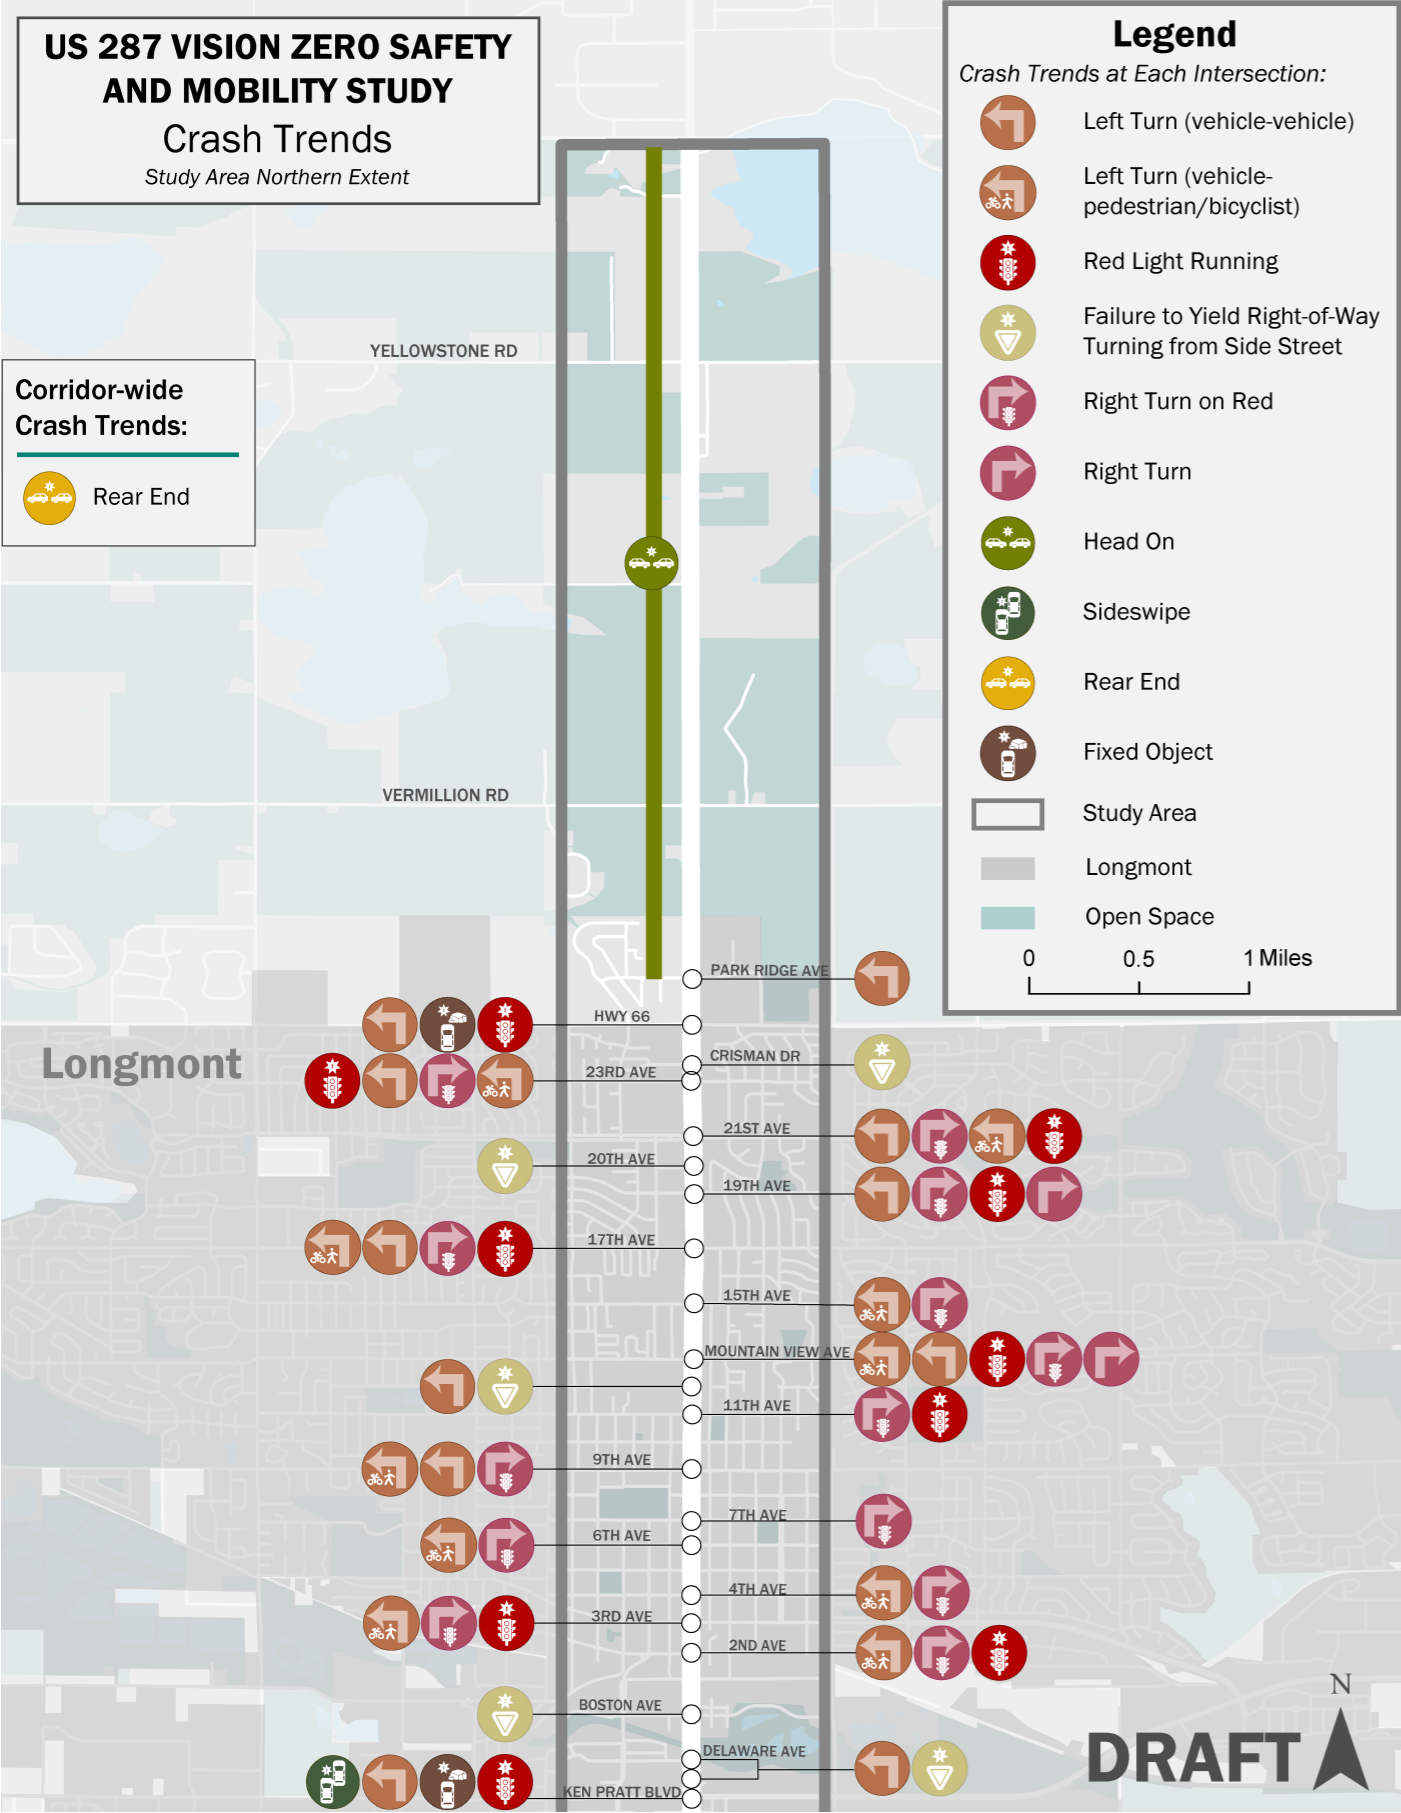 US 287 VISION ZERO SAFETY
AND MOBILITY STUDY
Crash Trends
Study Area Northern Extent
Legend
Crash Trends at Each Intersection:
Left Turn (vehicle-vehicle)
Left Turn (vehicle-
pedestrian/bicyclist)
Red Light Running
Failure to Yield Right-of-Way
Turning from Side Street
Right Turn on Red
Right Turn
Head On
Sideswipe
Rear End
Fixed Object
Study Area
Longmont
Open Space
0 0.5 1 Miles
Corridor-wide
Crash Trends:
Rear End
YELLOWSTONE RD
VERMILLION RD
PARK RIDGE AVE
HWY 66
Longmont
CRISMAN DR
23RD AVE
21ST AVE
20TH AVE
19TH AVE
17TH AVE
15TH AVE
MOUNTAIN VIEW AVE
11TH AVE
9TH AVE
7TH AVE
6TH AVE
4TH AVE
3RD AVE
2ND AVE
BOSTON AVE
DELAWARE AVE
KEN PRATT BLVD
N
DRAFT